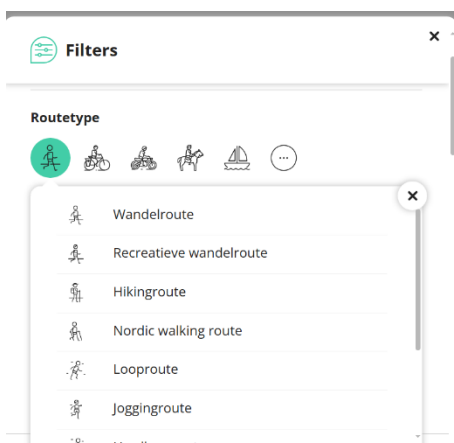 Filters
Routetype
Wandelroute
Recreatieve wandelroute
Hikingroute
Nordic walking route
Looproute
Joggingroute